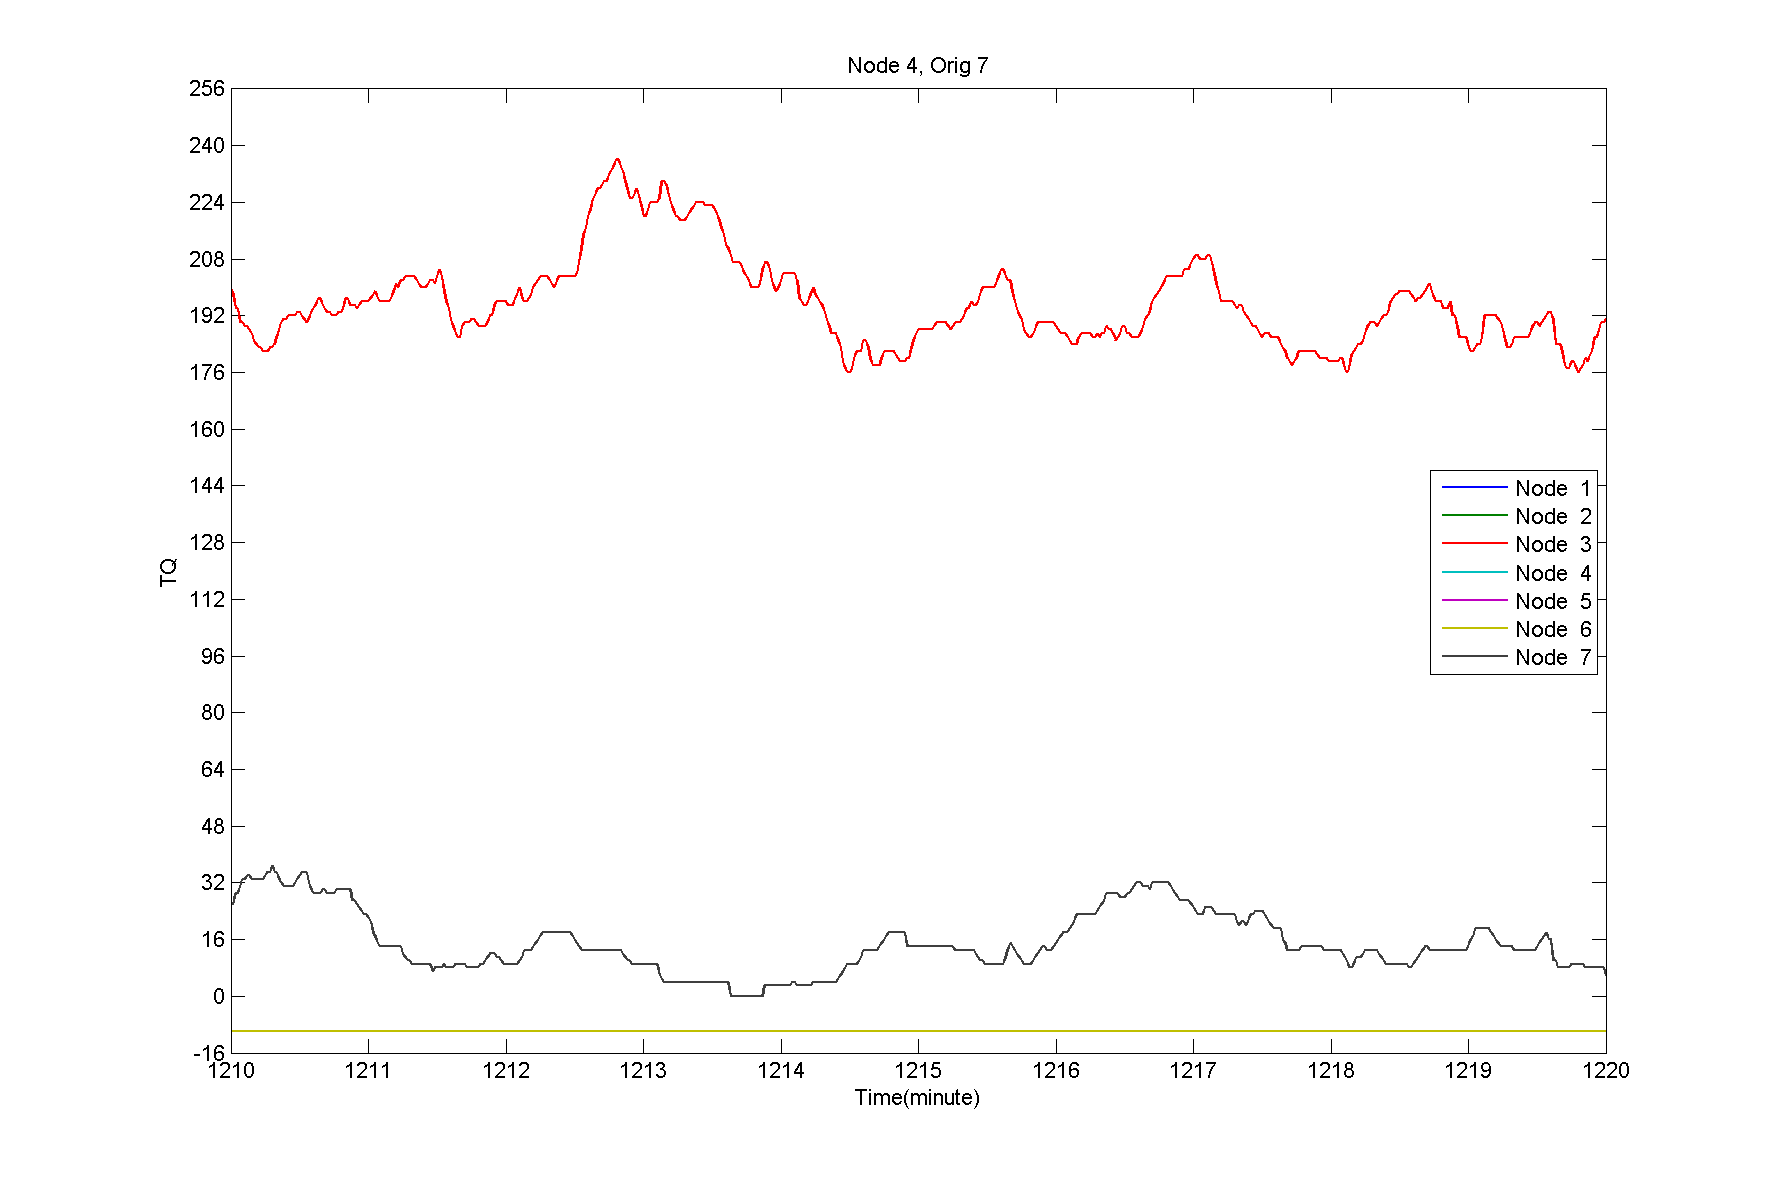 Node 4, Orig 7
256
240
224
208
192
176
160
144
128
112
96
80
64
48
32
16
0
-16
TQ
Node 1
Node 2
Node 3
Node 4
Node 5
Node 6
Node 7
1210 1211 1212 1213 1214 1215 1216 1217 1218 1219 1220
Time(minute)